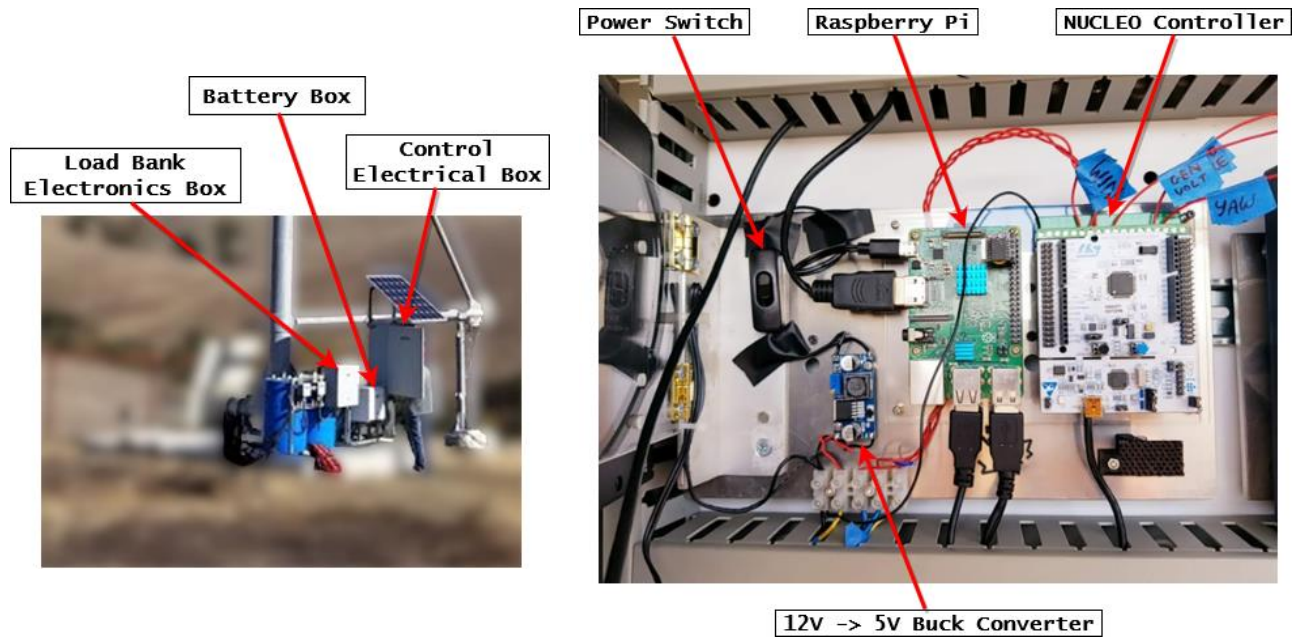 Power Switch
Raspberry Pi
NUCLEO Controller
Battery Box
Load Bank
Electronics Box
Control
Electrical Box
WIN
GEN
VOLT
YAW
12V -> 5V Buck Converter